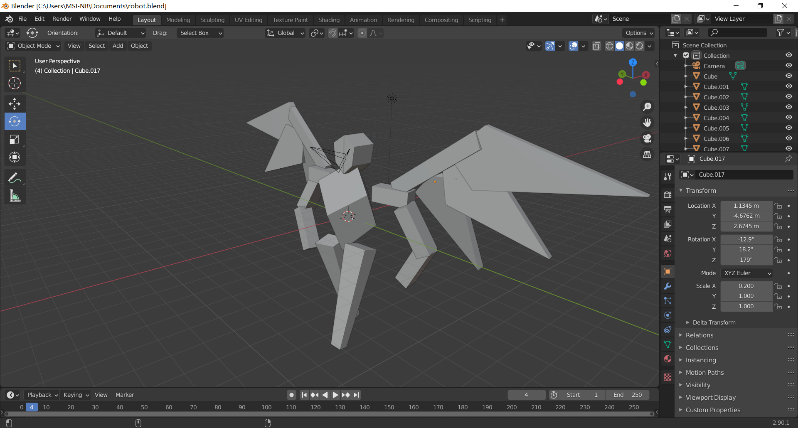 Blender [C:\Users\MSI-NB\Documents\robot.blend]
File Edit Render Window Help Layout Modeling Sculpting UV Editing Texture Paint Shading Animation Rendering Compositing Scripting + Scene View Layer
Orientation: Default Drag: Select Box Global Options
Object Mode View Select Add Object
User Perspective
(4) Collection | Cube.017
Scene Collection
Collection
Camera
Cube
Cube.001
Cube.002
Cube.003
Cube.004
Cube.005
Cube.006
Cube.007
Cube.017
Cube.017
Transform
Location X 1.1345 m
Y -4.6762 m
Z 2.6745 m
Rotation X -12.9°
Y 18.2°
Z 179°
Mode XYZ Euler
Scale X 0.200
Y 1.000
Z 1.000
Delta Transform
Relations
Collections
Instancing
Motion Paths
Visibility
Viewport Display
Custom Properties
Playback Keying View Marker 4 Start 1 End 250
0 4 10 20 30 40 50 60 70 80 90 100 110 120 130 140 150 160 170 180 190 200 210 220 230 240 250
2.90.1